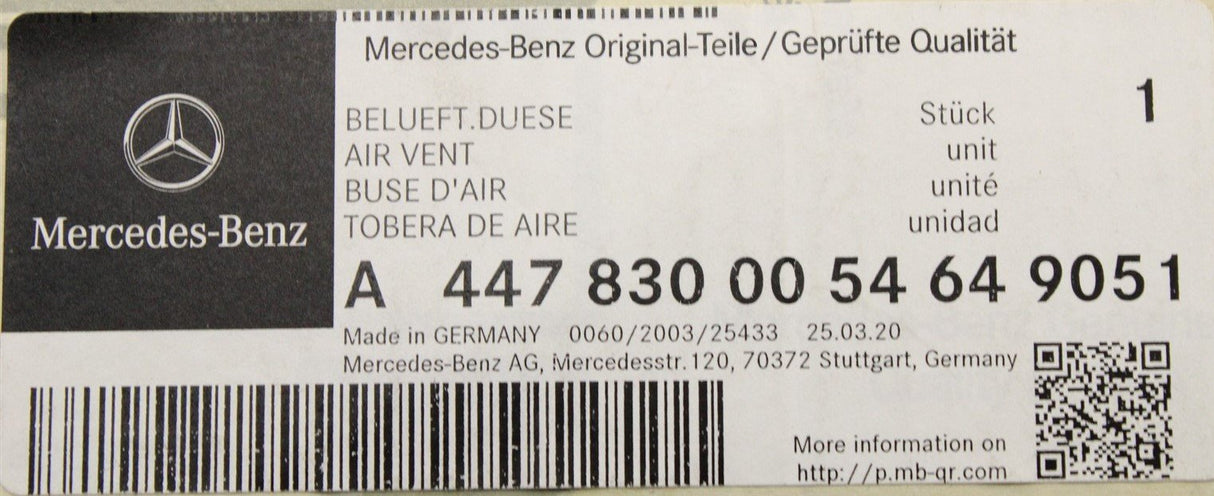 Mercedes-Benz Original-Teile/Geprüfte Qualität
Mercedes-Benz
BELUEFT.DUESE Stück 1
AIR VENT unit
BUSE D'AIR unité
TOBERA DE AIRE unidad
A 447 830 00 54 64 9051
Made in GERMANY 0060/2003/25433 25.03.20
Mercedes-Benz AG, Mercedesstr.120, 70372 Stuttgart, Germany
More information on
http://p.mb-qr.com